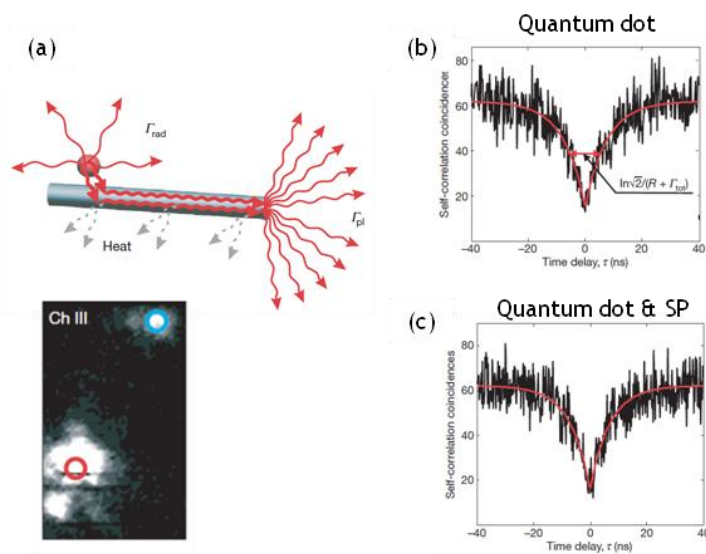 (a)
Γrad
Γpl
Heat
Ch III
(b)
Quantum dot
Self-correlation coincidences
80
60
40
20
ln√2/(R + Γtot)
−40
−20
0
20
40
Time delay, τ (ns)
(c)
Quantum dot & SP
Self-correlation coincidences
80
60
40
20
−40
−20
0
20
40
Time delay, τ (ns)